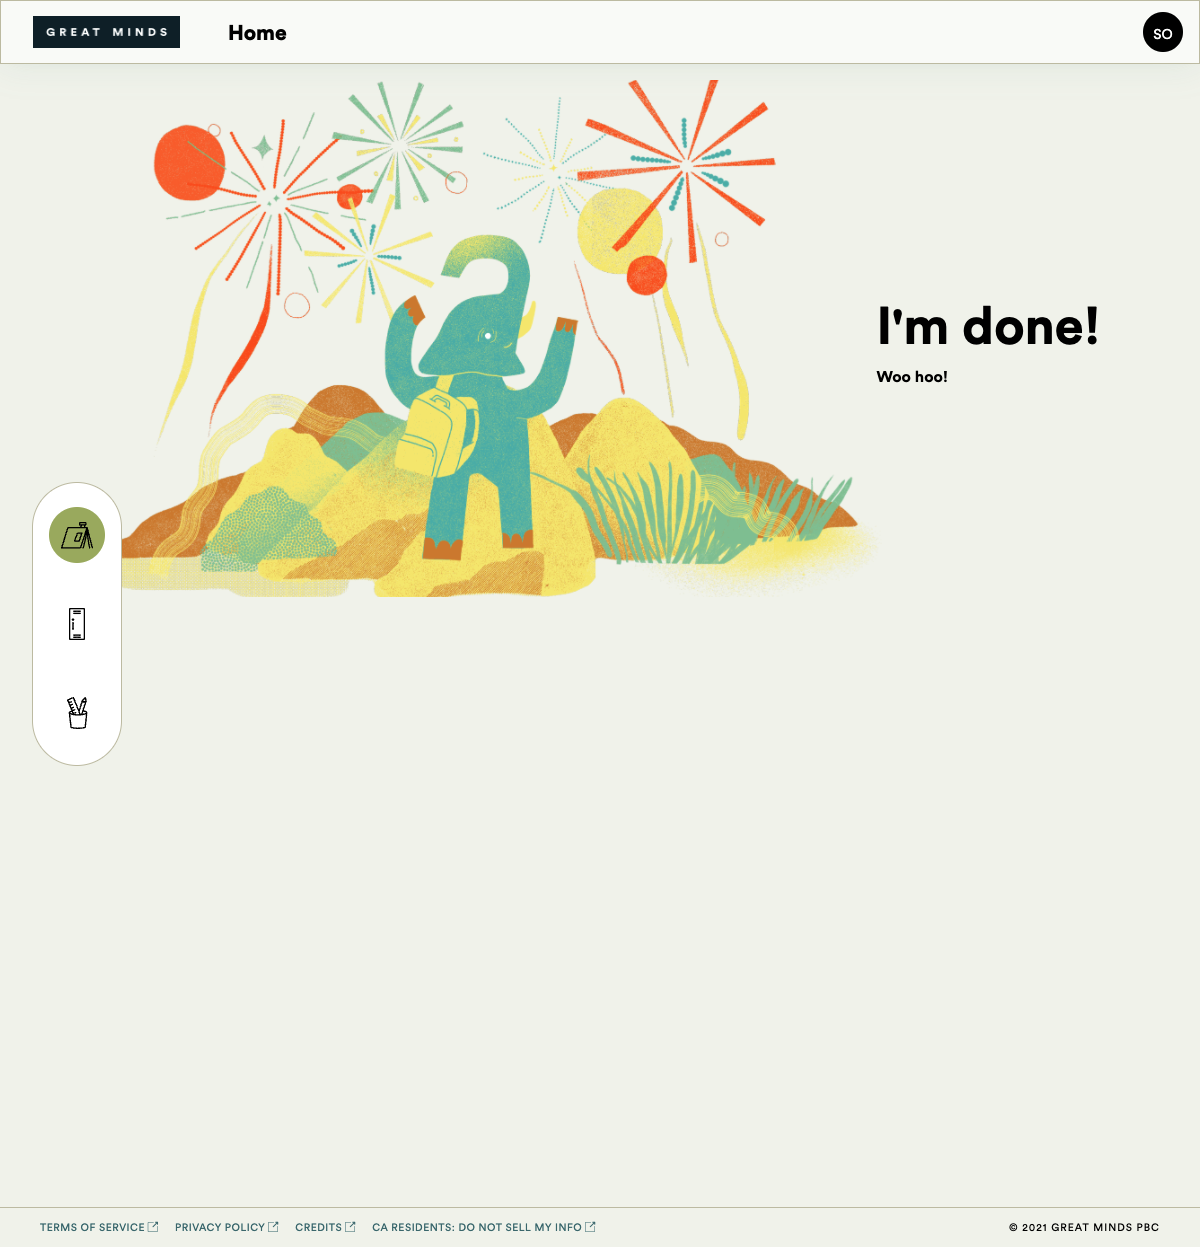 GREAT MINDS
Home
SO
I'm done!
Woo hoo!
TERMS OF SERVICE PRIVACY POLICY CREDITS CA RESIDENTS: DO NOT SELL MY INFO © 2021 GREAT MINDS PBC